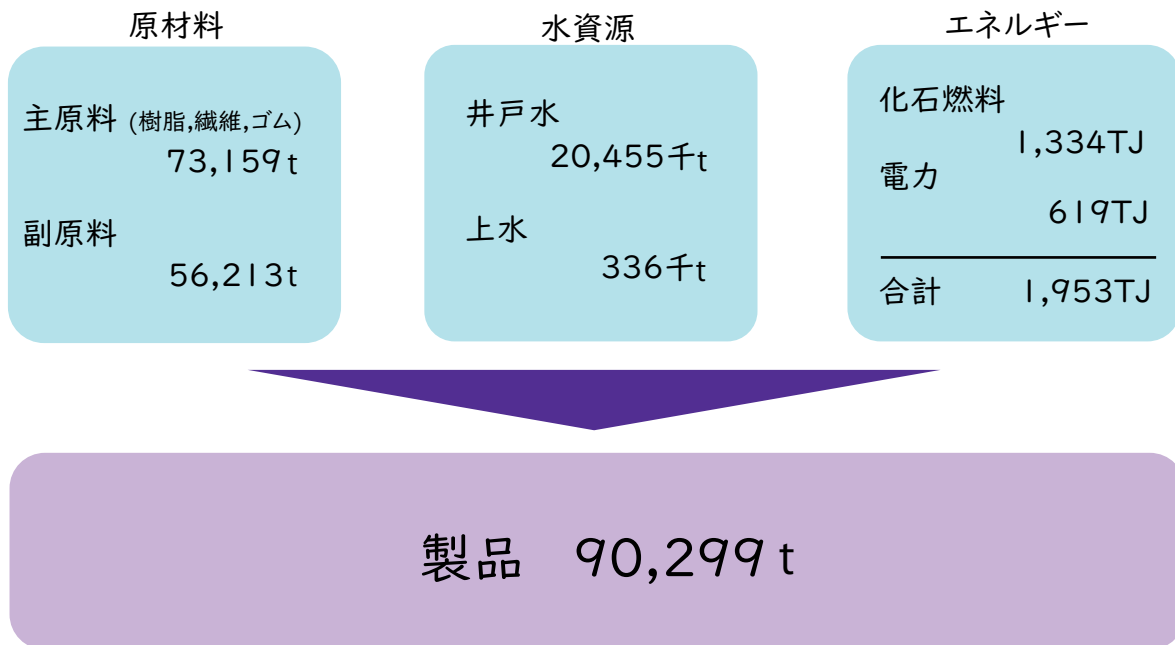 原材料
主原料 (樹脂,繊維,ゴム)
73,159t
副原料
56,213t
水資源
井戸水
20,455千t
上水
336千t
エネルギー
化石燃料
1,334TJ
電力
619TJ
合計 1,953TJ
製品 90,299t